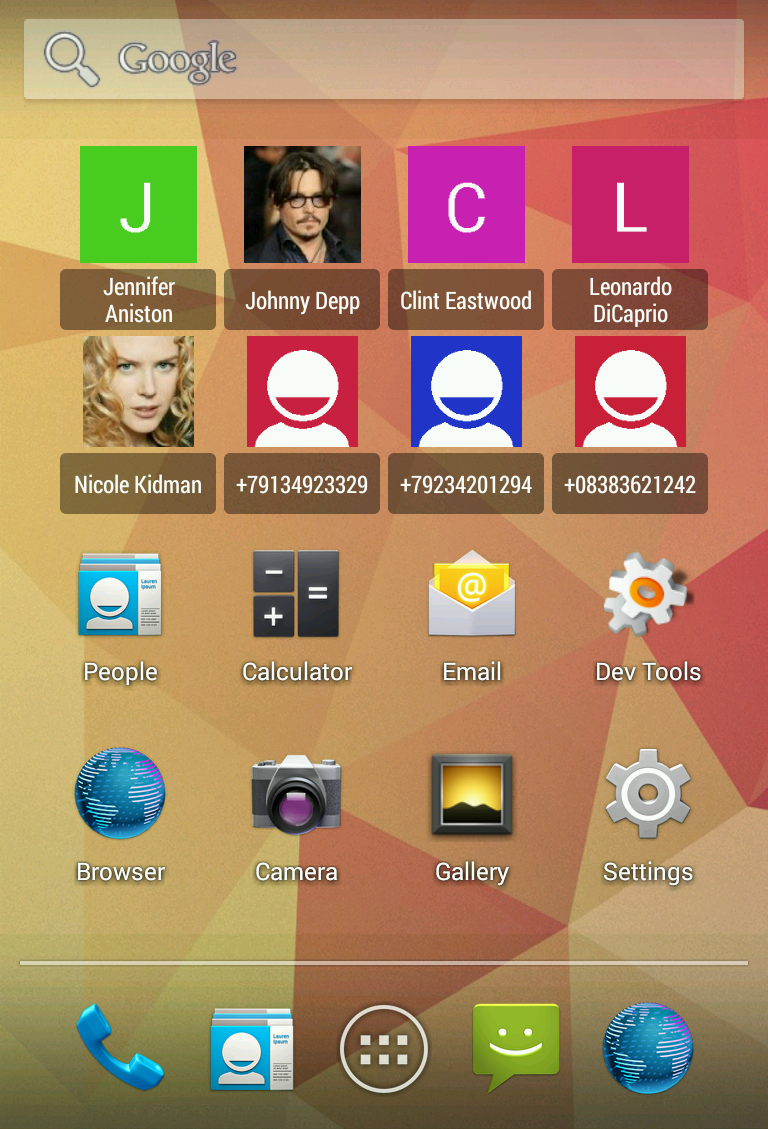 Google
J
C
L
Jennifer
Aniston
Johnny Depp
Clint Eastwood
Leonardo
DiCaprio
Nicole Kidman
+79134923329
+79234201294
+08383621242
Lauren
Ipsum
- 
=
+
@
People
Calculator
Email
Dev Tools
Browser
Camera
Gallery
Settings
Lauren
Ipsum